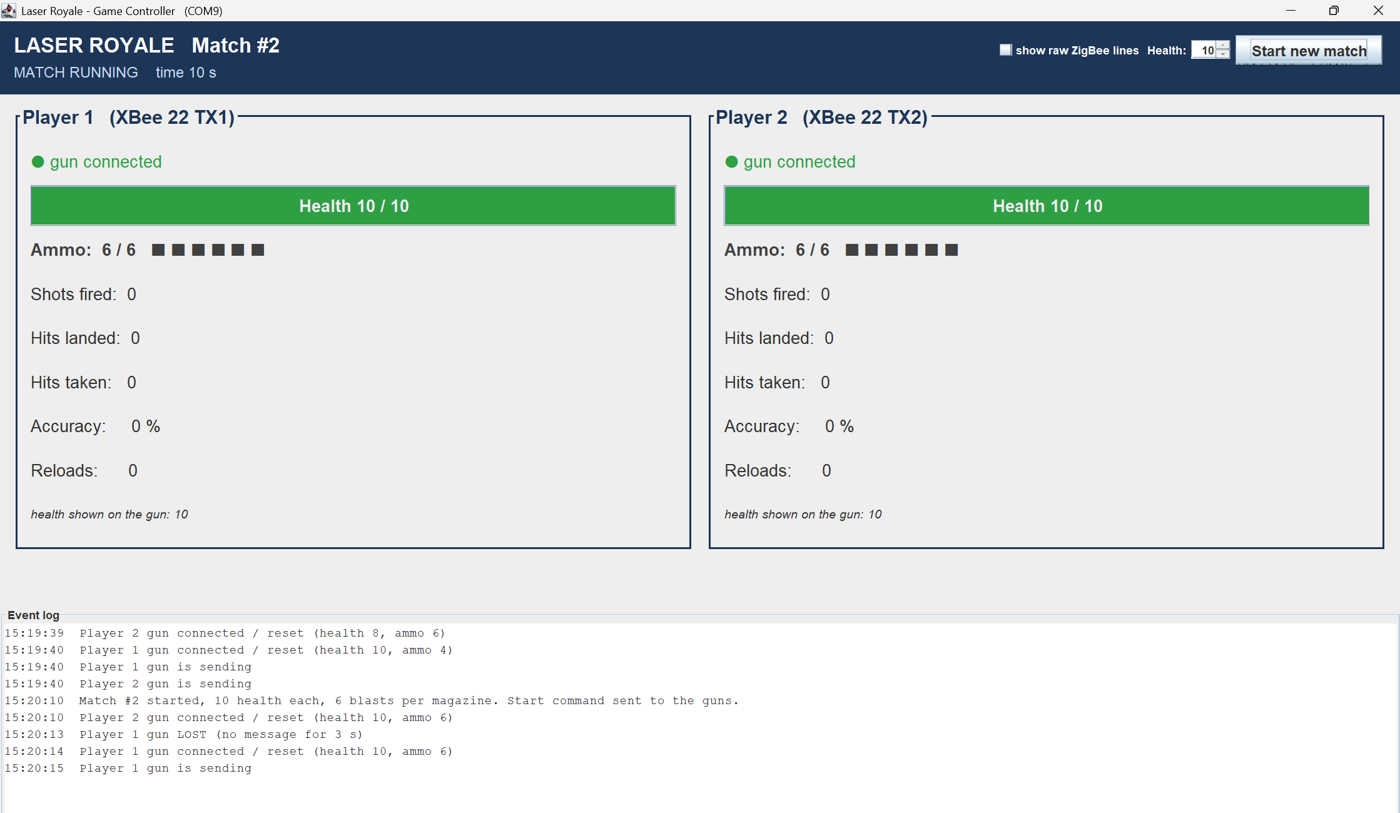 Laser Royale - Game Controller (COM9)
LASER ROYALE Match #2
MATCH RUNNING time 10 s
show raw ZigBee lines Health: 10 Start new match
Player 1 (XBee 22 TX1)
gun connected
Health 10 / 10
Ammo: 6 / 6 ■ ■ ■ ■ ■ ■
Shots fired: 0
Hits landed: 0
Hits taken: 0
Accuracy: 0 %
Reloads: 0
health shown on the gun: 10
Player 2 (XBee 22 TX2)
gun connected
Health 10 / 10
Ammo: 6 / 6 ■ ■ ■ ■ ■ ■
Shots fired: 0
Hits landed: 0
Hits taken: 0
Accuracy: 0 %
Reloads: 0
health shown on the gun: 10
Event log
15:19:39 Player 2 gun connected / reset (health 8, ammo 6)
15:19:40 Player 1 gun connected / reset (health 10, ammo 4)
15:19:40 Player 1 gun is sending
15:19:40 Player 2 gun is sending
15:20:10 Match #2 started, 10 health each, 6 blasts per magazine. Start command sent to the guns.
15:20:10 Player 2 gun connected / reset (health 10, ammo 6)
15:20:13 Player 1 gun LOST (no message for 3 s)
15:20:14 Player 1 gun connected / reset (health 10, ammo 6)
15:20:15 Player 1 gun is sending